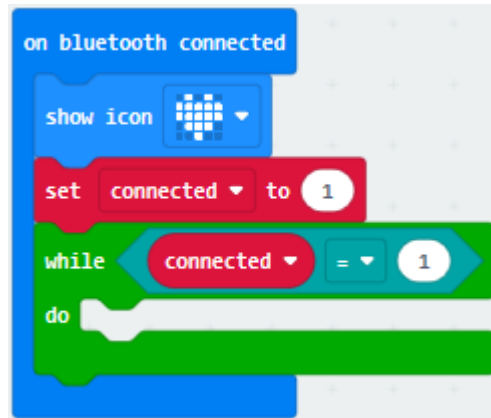 on bluetooth connected
show icon
set connected to 1
while connected = 1
do